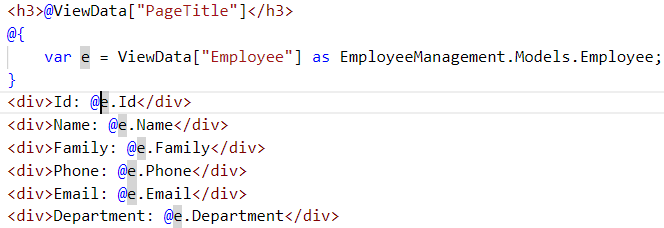 <h3>@ViewData["PageTitle"]</h3>
@{
    var e = ViewData["Employee"] as EmployeeManagement.Models.Employee;
}
<div>Id: @e.Id</div>
<div>Name: @e.Name</div>
<div>Family: @e.Family</div>
<div>Phone: @e.Phone</div>
<div>Email: @e.Email</div>
<div>Department: @e.Department</div>